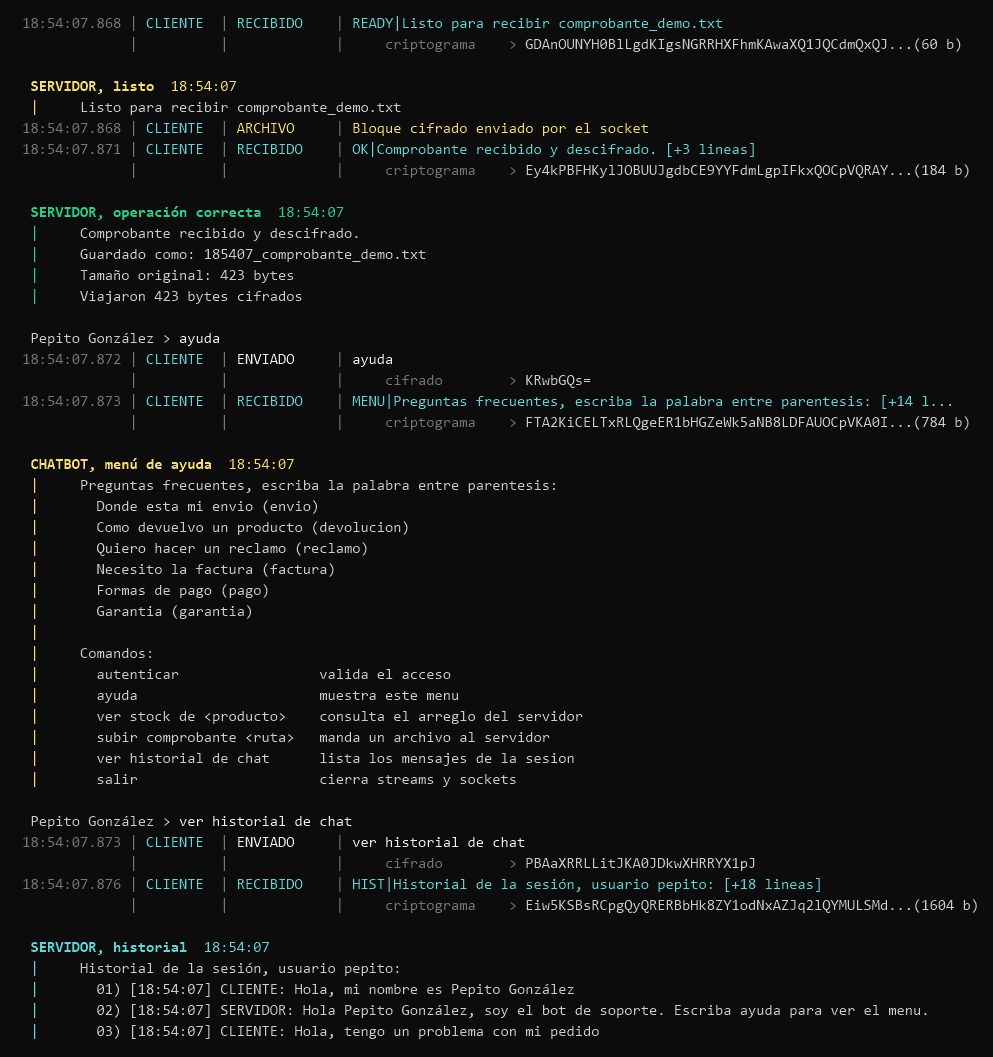 18:54:07.868 | CLIENTE | RECIBIDO | READY|Listo para recibir comprobante_demo.txt
| | | criptograma > GDAnOUNYH0BlLgdKIgsNGRRHXFhmKAwaXQ1JQCdmQxQJ...(60 b)
SERVIDOR, listo 18:54:07
| Listo para recibir comprobante_demo.txt
18:54:07.868 | CLIENTE | ARCHIVO | Bloque cifrado enviado por el socket
18:54:07.871 | CLIENTE | RECIBIDO | OK|Comprobante recibido y descifrado. [+3 lineas]
| | | criptograma > Ey4kPBFHKylJOBUUJgdbCE9YYFdmLgpIFkxQOCpVQRAY...(184 b)
SERVIDOR, operación correcta 18:54:07
| Comprobante recibido y descifrado.
| Guardado como: 185407_comprobante_demo.txt
| Tamaño original: 423 bytes
| Viajaron 423 bytes cifrados
Pepito González > ayuda
18:54:07.872 | CLIENTE | ENVIADO | ayuda
| | | cifrado > KRwbGQs=
18:54:07.873 | CLIENTE | RECIBIDO | MENU|Preguntas frecuentes, escriba la palabra entre parentesis: [+14 l...
| | | criptograma > FTA2KiCELTxRLQgeER1bHGZeWk5aNB8LDFAUOCpVKA0I...(784 b)
CHATBOT, menú de ayuda 18:54:07
| Preguntas frecuentes, escriba la palabra entre parentesis:
| Donde esta mi envio (envio)
| Como devuelvo un producto (devolucion)
| Quiero hacer un reclamo (reclamo)
| Necesito la factura (factura)
| Formas de pago (pago)
| Garantia (garantia)
|
| Comandos:
| autenticar valida el acceso
| ayuda muestra este menu
| ver stock de <producto> consulta el arreglo del servidor
| subir comprobante <ruta> manda un archivo al servidor
| ver historial de chat lista los mensajes de la sesion
| salir cierra streams y sockets
Pepito González > ver historial de chat
18:54:07.873 | CLIENTE | ENVIADO | ver historial de chat
| | | cifrado > PBAaXRRLLitJKA0JDkwXHRRYX1pJ
18:54:07.876 | CLIENTE | RECIBIDO | HIST|Historial de la sesión, usuario pepito: [+18 lineas]
| | | criptograma > Eiw5KSBsRCpgQyQRERBbHk8ZY1odNxAZJq2lQYMULSMd...(1604 b)
SERVIDOR, historial 18:54:07
| Historial de la sesión, usuario pepito:
| 01) [18:54:07] CLIENTE: Hola, mi nombre es Pepito González
| 02) [18:54:07] SERVIDOR: Hola Pepito González, soy el bot de soporte. Escriba ayuda para ver el menu.
| 03) [18:54:07] CLIENTE: Hola, tengo un problema con mi pedido